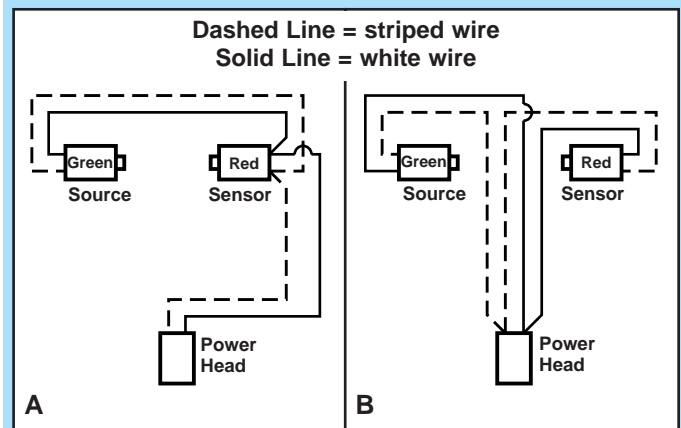 Dashed Line = striped wire
Solid Line = white wire
Green
Source
Red
Sensor
Power
Head
A
Green
Source
Red
Sensor
Power
Head
B